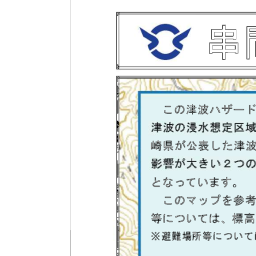 串間
この津波ハザード
津波の浸水想定区域
崎県が公表した津波
影響が大きい２つの
となっています。
このマップを参考
等については、標高
※避難場所等について